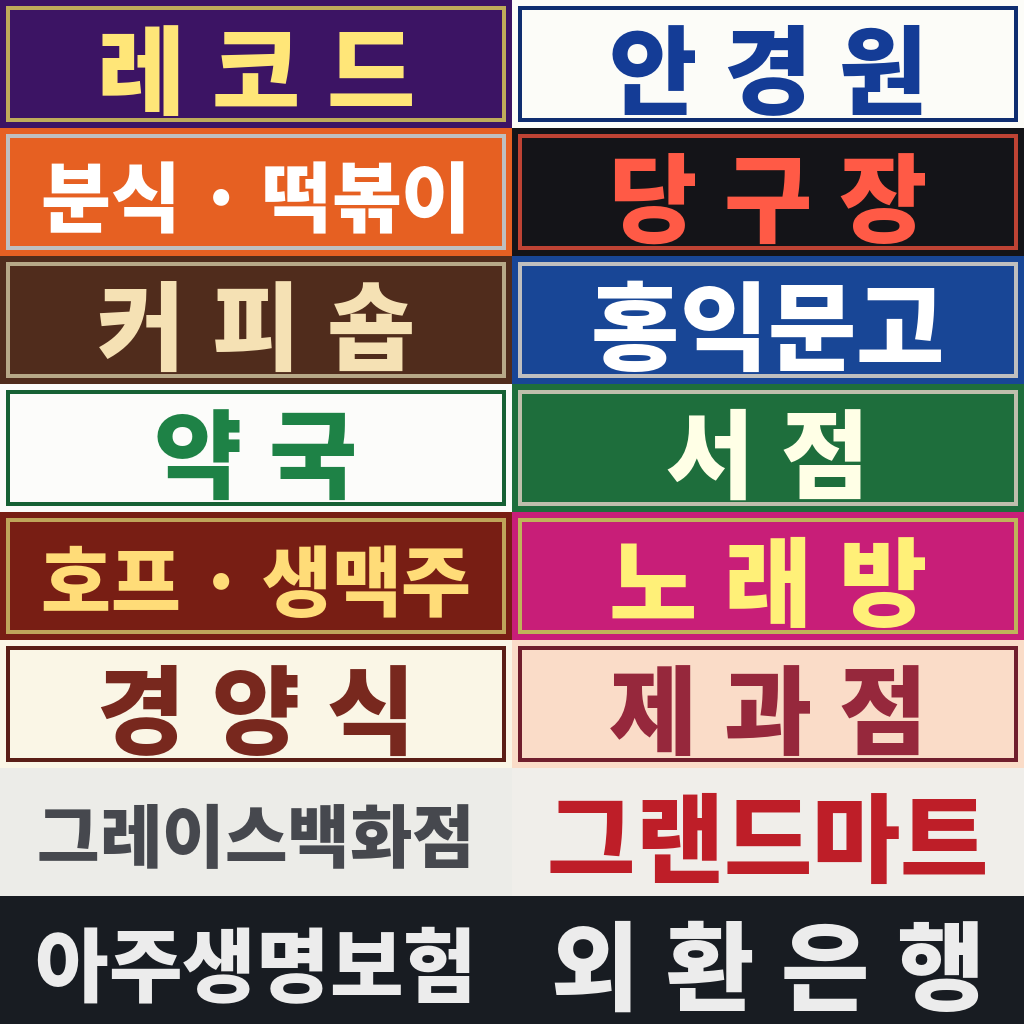 레코드
안경원
분식 · 떡볶이
당구장
커피숍
홍익문고
약국
서점
호프 · 생맥주
노래방
경양식
제과점
그레이스백화점
그랜드마트
아주생명보험
외환은행